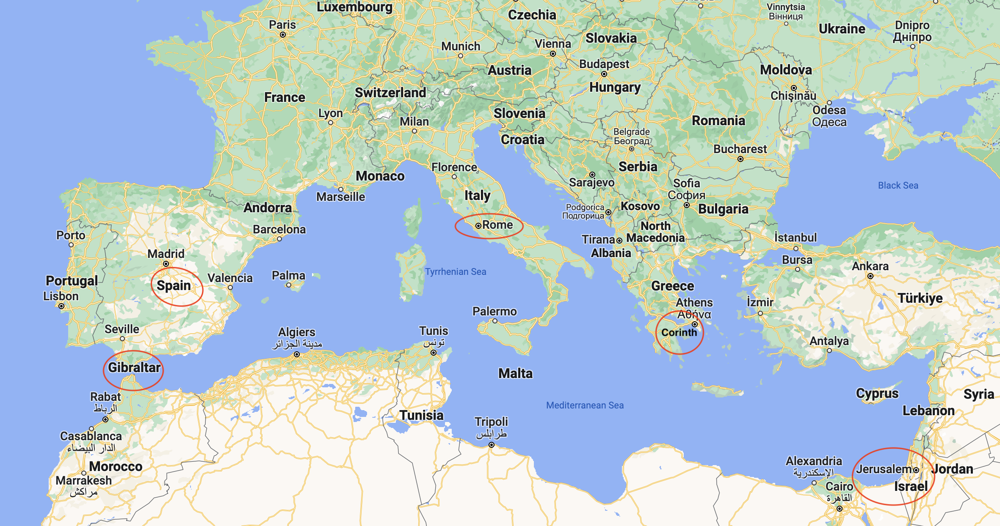 Luxembourg
Paris
Czechia
Vinnytsia
Вінниця
Ukraine
Dnipro
Дніпро
Munich
Vienna
Slovakia
Austria
Budapest
Hungary
Moldova
Chişinău
France
Switzerland
Lyon
Milan
Slovenia
Croatia
Belgrade
Београд
Romania
Odesa
Одеса
Bucharest
Florence
Monaco
Marseille
Italy
Sarajevo
Serbia
Sofia
София
Black Sea
Andorra
Podgorica
Подгорица
Kosovo
Bulgaria
Porto
Barcelona
Rome
North
Macedonia
Tirana
Albania
İstanbul
Bursa
Madrid
Ankara
Portugal
Lisbon
Spain
Valencia
Palma
Tyrrhenian Sea
Greece
Türkiye
Athens
Αθήνα
İzmir
Palermo
Corinth
Seville
Algiers
مدينة الجزائر
Tunis
تونس
Antalya
Gibraltar
Malta
Rabat
الرباط
Cyprus
Syria
Mediterranean Sea
Lebanon
Tunisia
Tripoli
طرابلس
Casablanca
الدار البيضاء
Morocco
Marrakesh
مراكش
Alexandria
الإسكندرية
Jerusalem
Jordan
Israel
Cairo
القاهرة